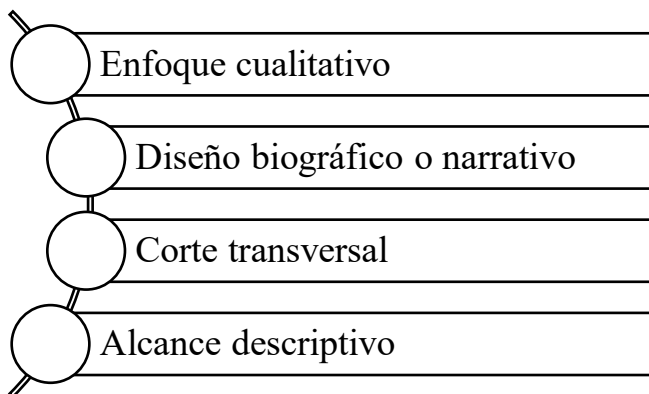 Enfoque cualitativo
Diseño biográfico o narrativo
Corte transversal
Alcance descriptivo